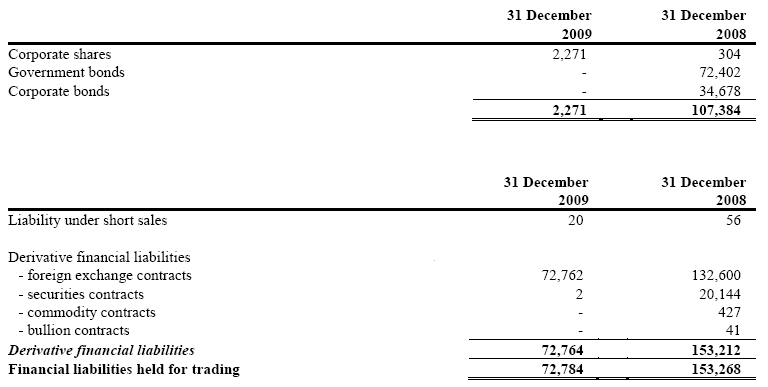 31 December 31 December
2009 2008
Corporate shares 2,271 304
Government bonds - 72,402
Corporate bonds - 34,678
2,271 107,384
31 December 31 December
2009 2008
Liability under short sales 20 56
Derivative financial liabilities
- foreign exchange contracts 72,762 132,600
- securities contracts 2 20,144
- commodity contracts - 427
- bullion contracts - 41
Derivative financial liabilities 72,764 153,212
Financial liabilities held for trading 72,784 153,268